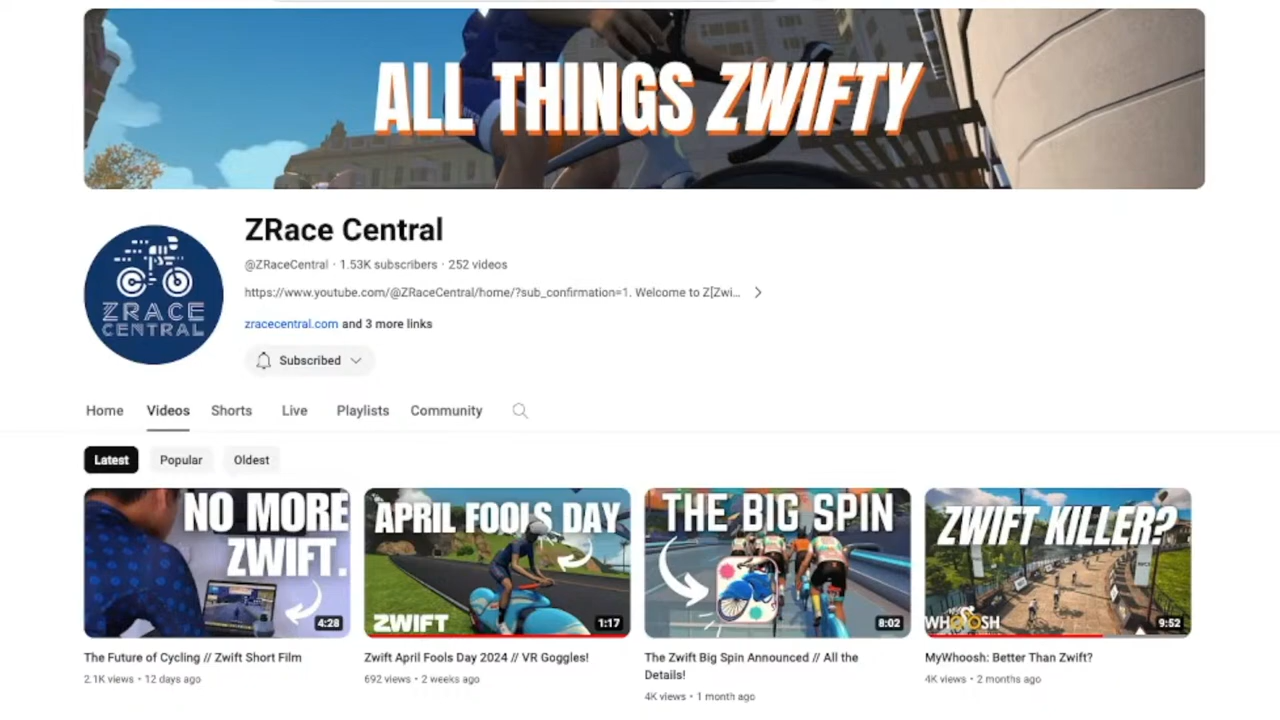 ALL THINGS ZWIFTY
ZRace Central
@ZRaceCentral · 1.53K subscribers · 252 videos
https://www.youtube.com/@ZRaceCentral/home/?sub_confirmation=1. Welcome to Z[Zwi...
zracecentral.com and 3 more links
ZRACE
CENTRAL
Subscribed
Home Videos Shorts Live Playlists Community
Latest Popular Oldest
NO MORE
ZWIFT.
4:28
APRIL FOOLS DAY
ZWIFT
1:17
THE BIG SPIN
8:02
ZWIFT KILLER?
WHOOSH
9:52
The Future of Cycling // Zwift Short Film
2.1K views • 12 days ago
Zwift April Fools Day 2024 // VR Goggles!
692 views • 2 weeks ago
The Zwift Big Spin Announced // All the
Details!
4K views • 1 month ago
MyWhoosh: Better Than Zwift?
4K views • 2 months ago